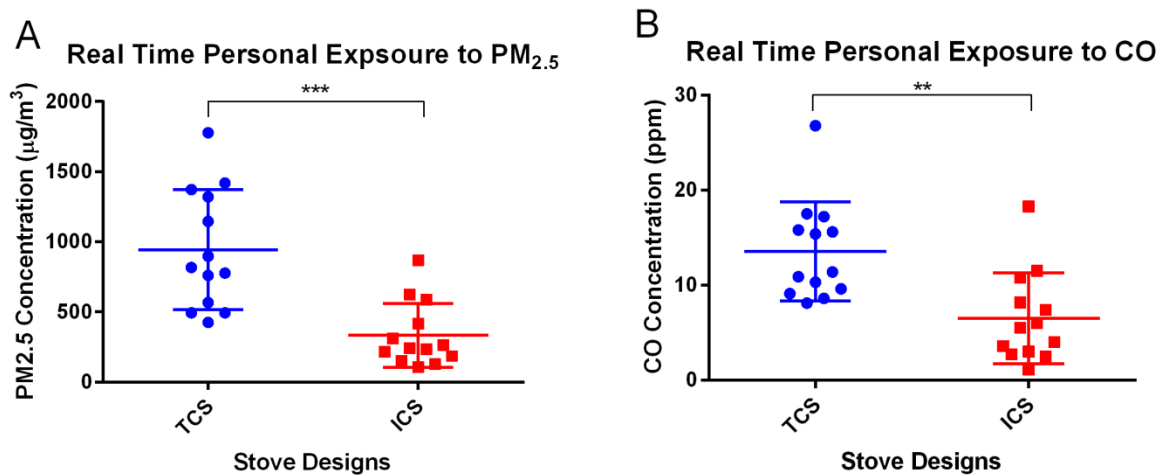 A
Real Time Personal Expsoure to PM2.5
***
2000
1500
1000
500
0
PM2.5 Concentration (µg/m³)
TCS
ICS
Stove Designs
B
Real Time Personal Exposure to CO
**
30
20
10
0
CO Concentration (ppm)
TCS
ICS
Stove Designs